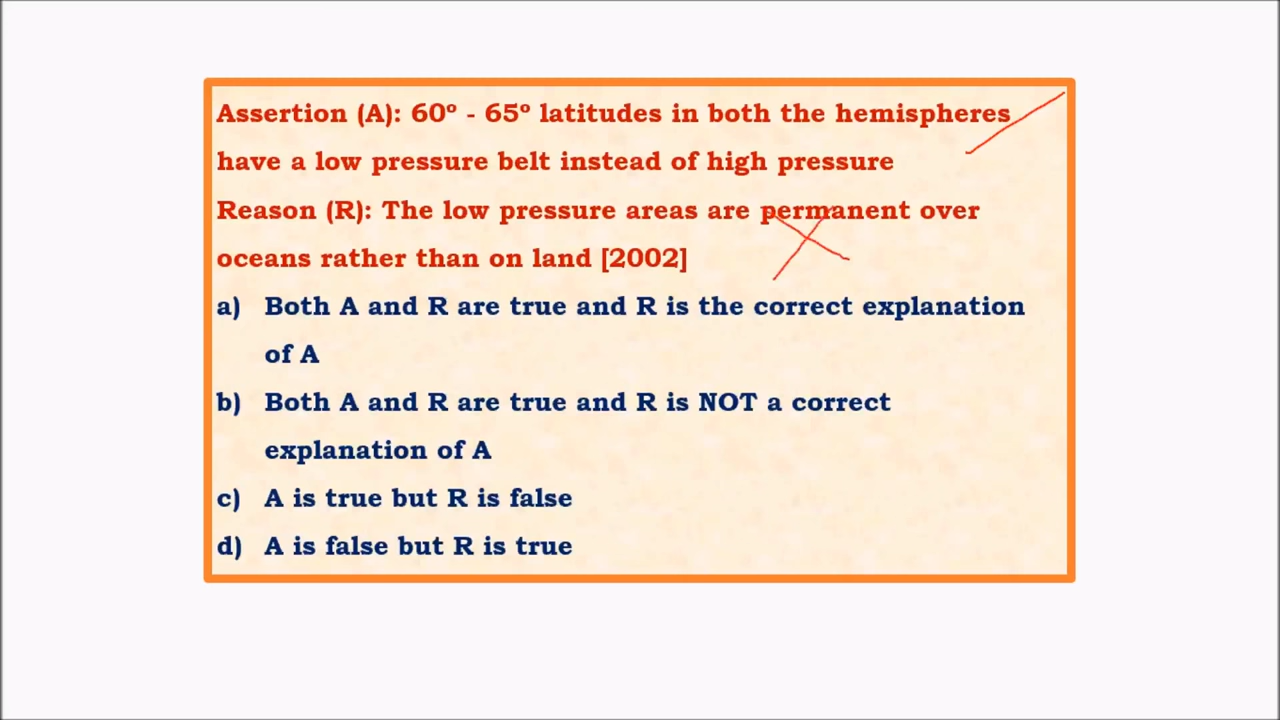 Assertion (A): 60º - 65º latitudes in both the hemispheres
have a low pressure belt instead of high pressure
Reason (R): The low pressure areas are permanent over
oceans rather than on land [2002]
a) Both A and R are true and R is the correct explanation
of A
b) Both A and R are true and R is NOT a correct
explanation of A
c) A is true but R is false
d) A is false but R is true